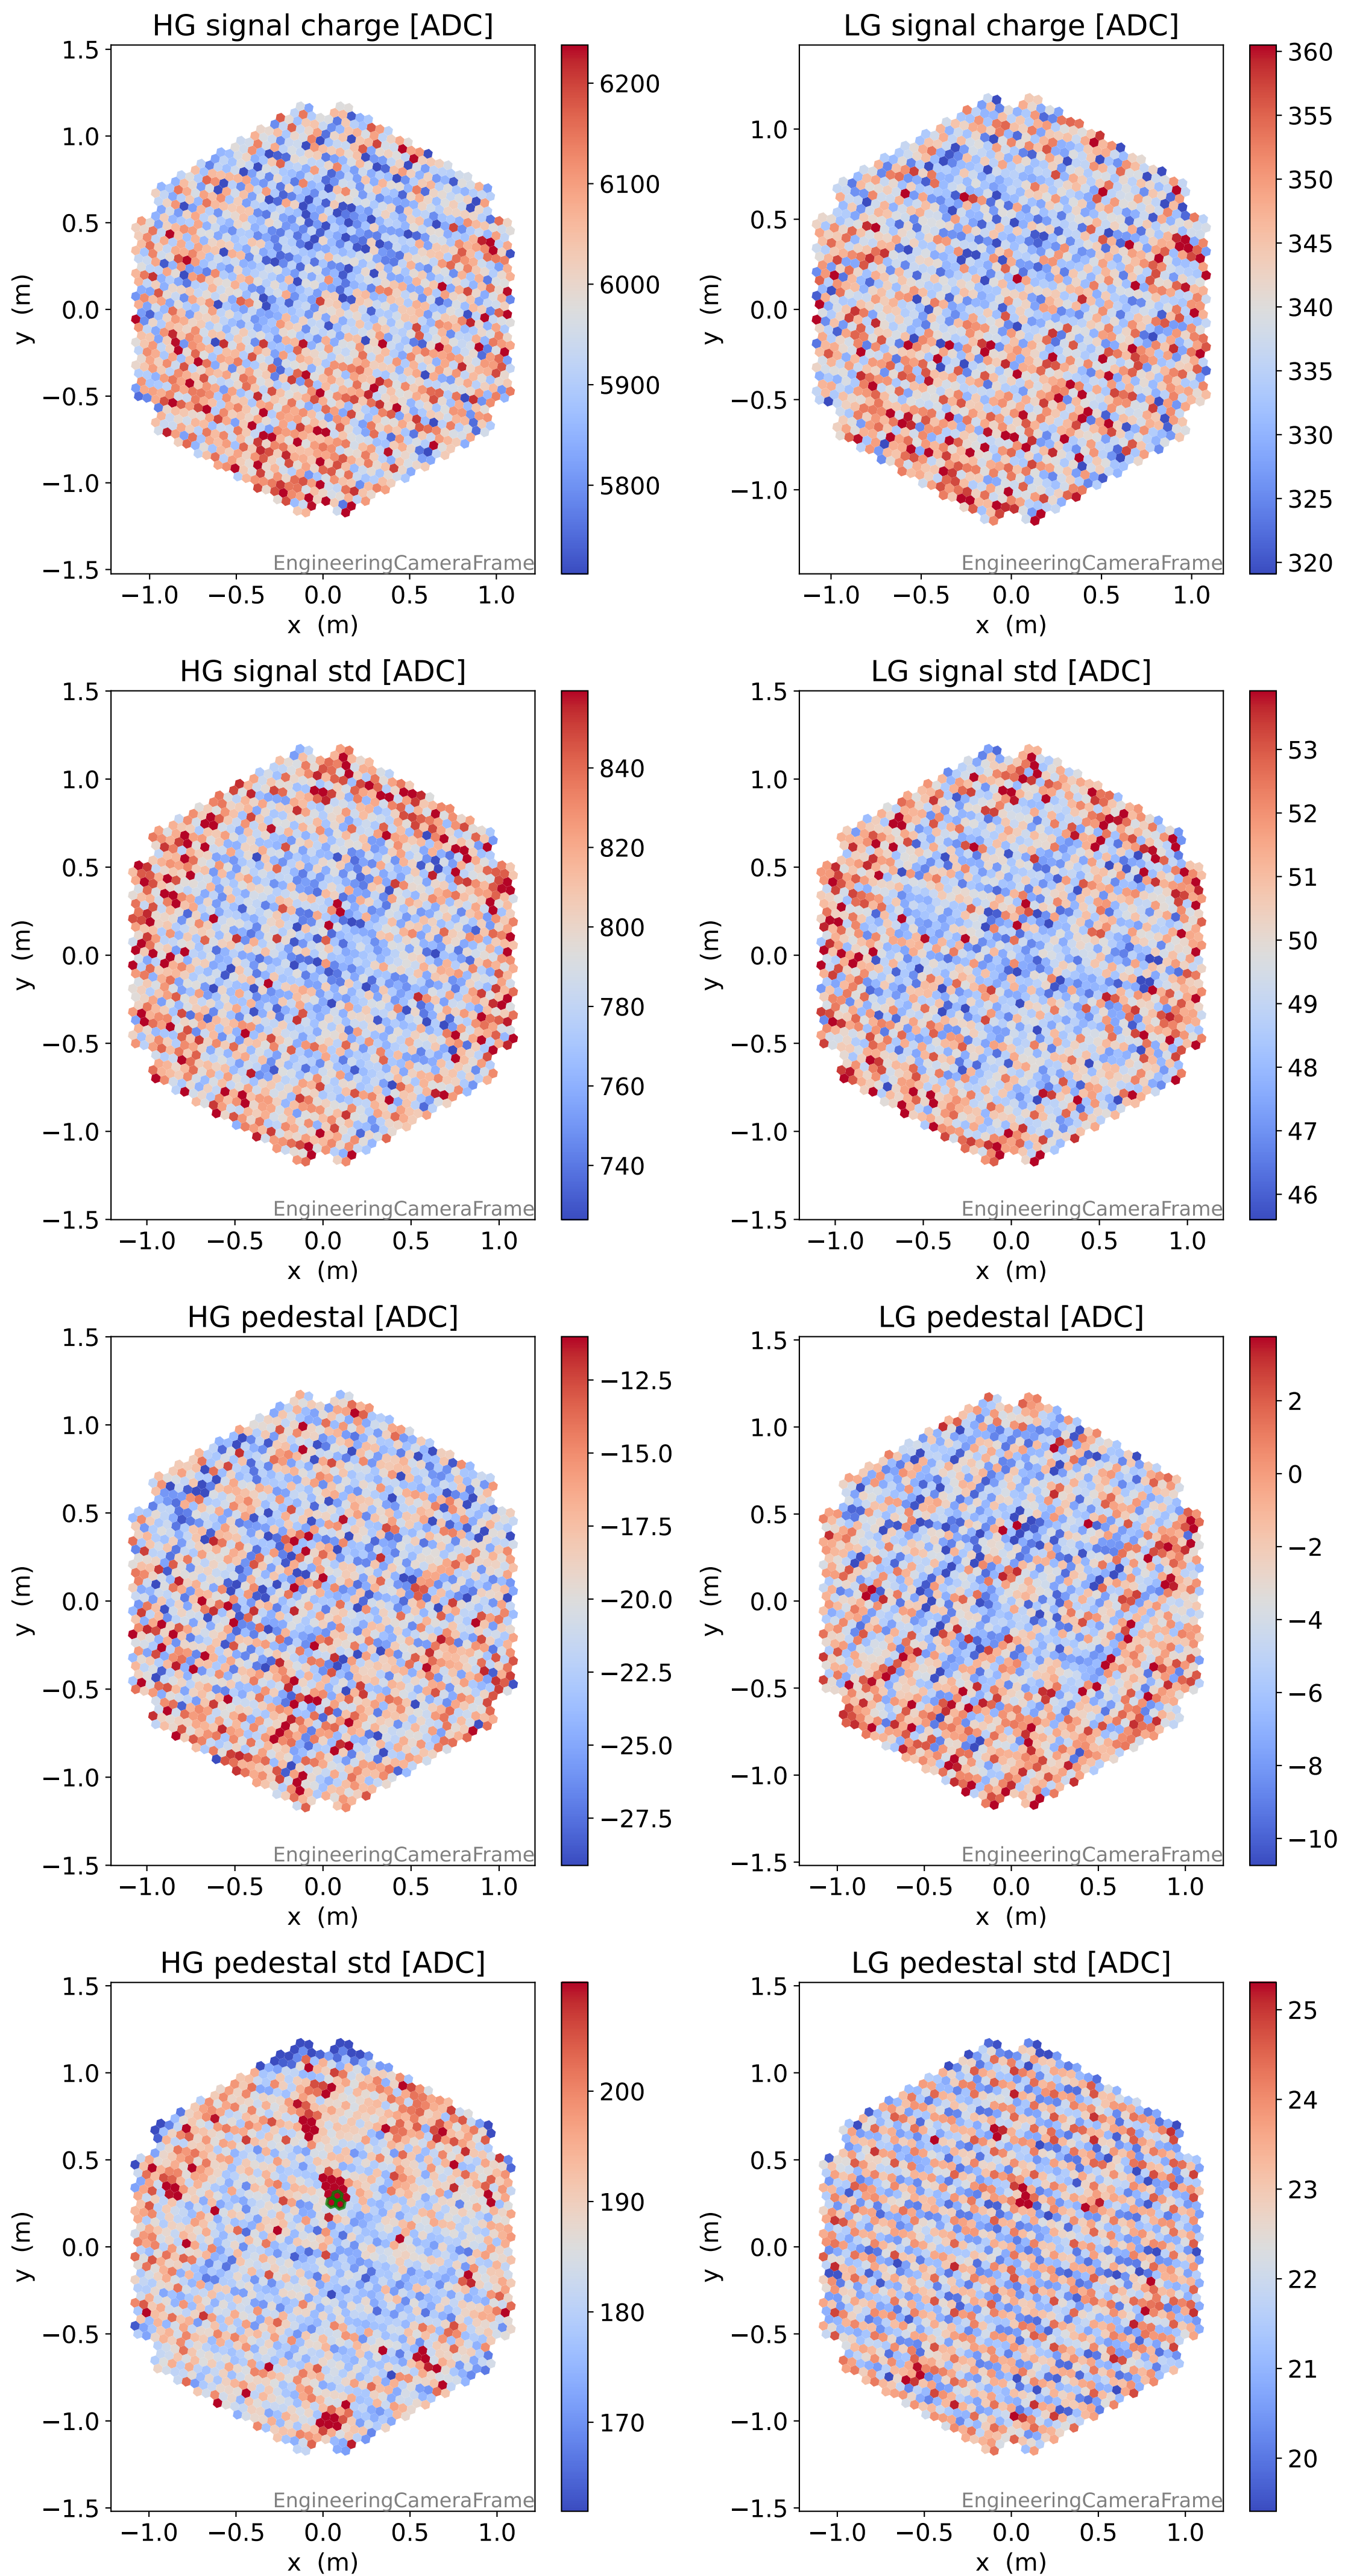 HG signal charge [ADC]
1.5
1.0
0.5
0.0
−0.5
−1.0
−1.5
y (m)
−1.0 −0.5 0.0 0.5 1.0
x (m)
EngineeringCameraFrame
6200
6100
6000
5900
5800
LG signal charge [ADC]
1.0
0.5
0.0
−0.5
−1.0
y (m)
−1.0 −0.5 0.0 0.5 1.0
x (m)
EngineeringCameraFrame
360
355
350
345
340
335
330
325
320
HG signal std [ADC]
1.5
1.0
0.5
0.0
−0.5
−1.0
−1.5
y (m)
−1.0 −0.5 0.0 0.5 1.0
x (m)
EngineeringCameraFrame
840
820
800
780
760
740
LG signal std [ADC]
1.5
1.0
0.5
0.0
−0.5
−1.0
−1.5
y (m)
−1.0 −0.5 0.0 0.5 1.0
x (m)
EngineeringCameraFrame
53
52
51
50
49
48
47
46
HG pedestal [ADC]
1.5
1.0
0.5
0.0
−0.5
−1.0
−1.5
y (m)
−1.0 −0.5 0.0 0.5 1.0
x (m)
EngineeringCameraFrame
−12.5
−15.0
−17.5
−20.0
−22.5
−25.0
−27.5
LG pedestal [ADC]
1.5
1.0
0.5
0.0
−0.5
−1.0
−1.5
y (m)
−1.0 −0.5 0.0 0.5 1.0
x (m)
EngineeringCameraFrame
2
0
−2
−4
−6
−8
−10
HG pedestal std [ADC]
1.5
1.0
0.5
0.0
−0.5
−1.0
−1.5
y (m)
−1.0 −0.5 0.0 0.5 1.0
x (m)
EngineeringCameraFrame
200
190
180
170
LG pedestal std [ADC]
1.5
1.0
0.5
0.0
−0.5
−1.0
−1.5
y (m)
−1.0 −0.5 0.0 0.5 1.0
x (m)
EngineeringCameraFrame
25
24
23
22
21
20